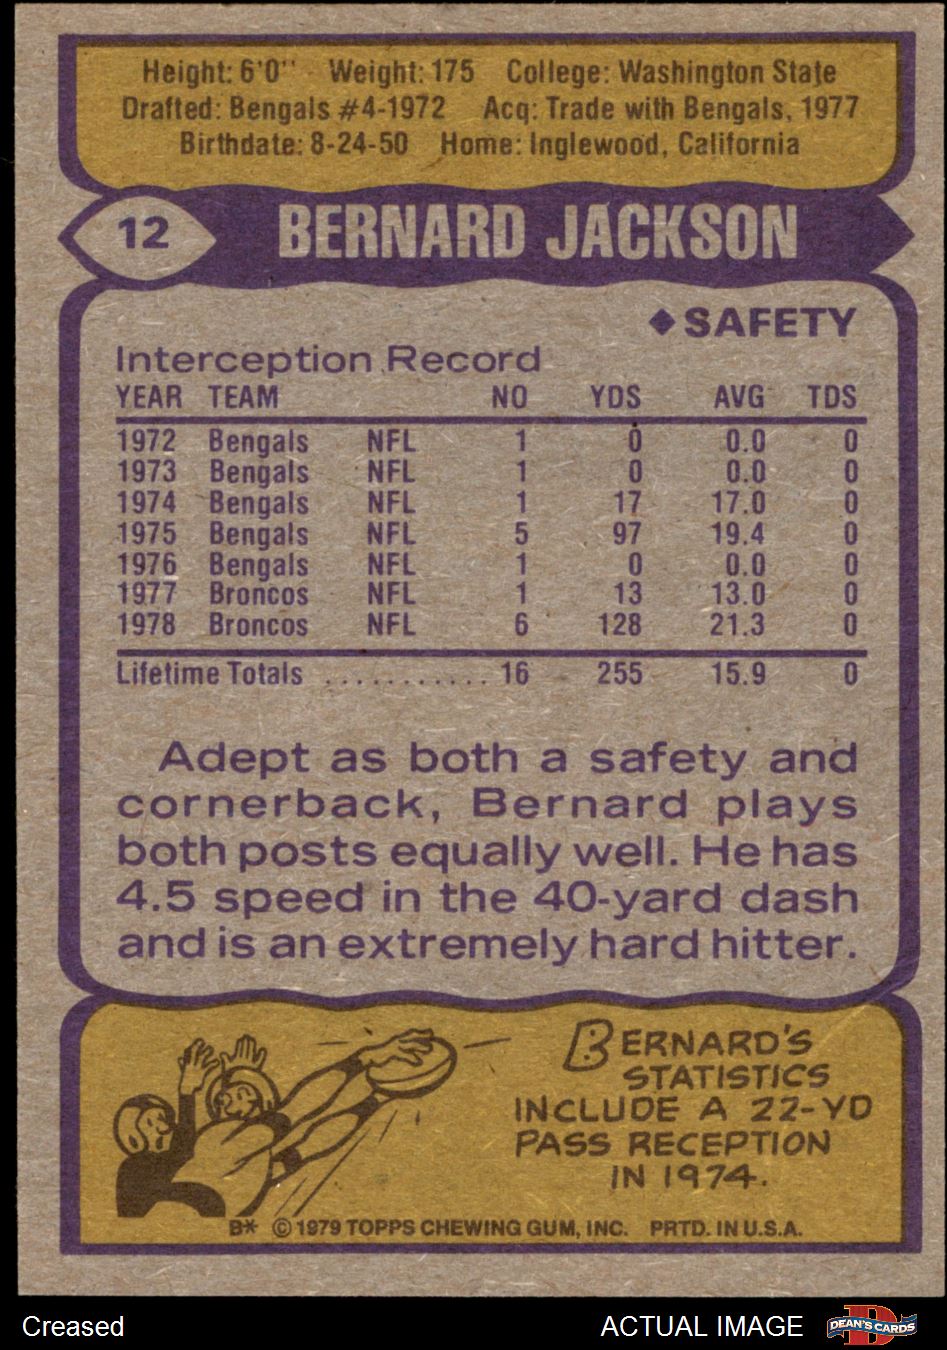 Height: 6'0'' Weight: 175 College: Washington State
Drafted: Bengals #4-1972 Acq: Trade with Bengals, 1977
Birthdate: 8-24-50 Home: Inglewood, California
12 BERNARD JACKSON
◆SAFETY
Interception Record
YEAR TEAM NO YDS AVG TDS
1972 Bengals NFL 1 0 0.0 0
1973 Bengals NFL 1 0 0.0 0
1974 Bengals NFL 1 17 17.0 0
1975 Bengals NFL 5 97 19.4 0
1976 Bengals NFL 1 0 0.0 0
1977 Broncos NFL 1 13 13.0 0
1978 Broncos NFL 6 128 21.3 0
Lifetime Totals ........... 16 255 15.9 0
Adept as both a safety and
cornerback, Bernard plays
both posts equally well. He has
4.5 speed in the 40-yard dash
and is an extremely hard hitter.
BERNARD'S
STATISTICS
INCLUDE A 22-YD
PASS RECEPTION
IN 1974.
B* © 1979 TOPPS CHEWING GUM, INC. PRTD. IN U.S.A.
Creased ACTUAL IMAGE DEAN'S CARDS